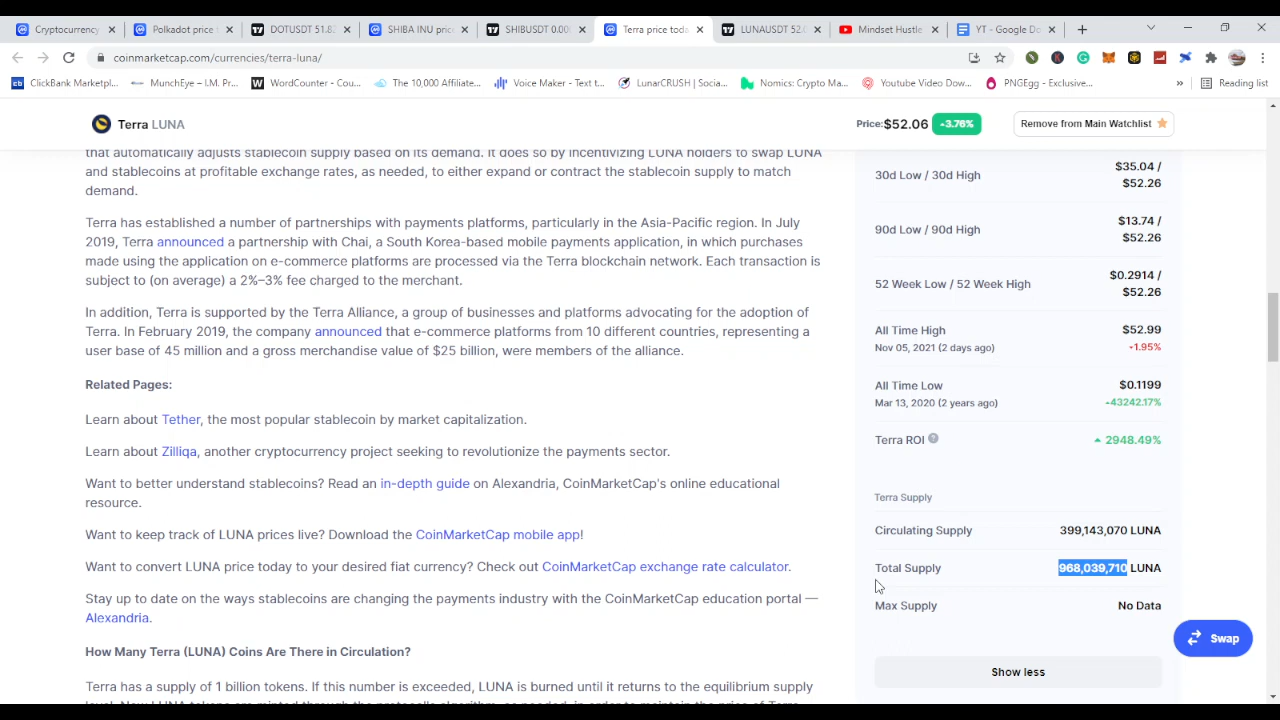 Cryptocurrency
Polkadot price
DOTUSDT 51.8
SHIBA INU pric
SHIBUSDT 0.00
Terra price toda
LUNAUSDT 52.0
Mindset Hustle
YT - Google Do
coinmarketcap.com/currencies/terra-luna/
ClickBank Marketpl...
MunchEye – I.M. Pr...
WordCounter - Cou...
The 10,000 Affiliate...
Voice Maker - Text t...
LunarCRUSH | Socia...
Nomics: Crypto Ma...
Youtube Video Dow...
PNGEgg - Exclusive...
»
Reading list
Terra LUNA
Price:$52.06
3.76%
Remove from Main Watchlist
that automatically adjusts stablecoin supply based on its demand. It does so by incentivizing LUNA holders to swap LUNA
and stablecoins at profitable exchange rates, as needed, to either expand or contract the stablecoin supply to match
demand.
Terra has established a number of partnerships with payments platforms, particularly in the Asia-Pacific region. In July
2019, Terra announced a partnership with Chai, a South Korea-based mobile payments application, in which purchases
made using the application on e-commerce platforms are processed via the Terra blockchain network. Each transaction is
subject to (on average) a 2%–3% fee charged to the merchant.
In addition, Terra is supported by the Terra Alliance, a group of businesses and platforms advocating for the adoption of
Terra. In February 2019, the company announced that e-commerce platforms from 10 different countries, representing a
user base of 45 million and a gross merchandise value of $25 billion, were members of the alliance.
Related Pages:
Learn about Tether, the most popular stablecoin by market capitalization.
Learn about Zilliqa, another cryptocurrency project seeking to revolutionize the payments sector.
Want to better understand stablecoins? Read an in-depth guide on Alexandria, CoinMarketCap's online educational
resource.
Want to keep track of LUNA prices live? Download the CoinMarketCap mobile app!
Want to convert LUNA price today to your desired fiat currency? Check out CoinMarketCap exchange rate calculator.
Stay up to date on the ways stablecoins are changing the payments industry with the CoinMarketCap education portal —
Alexandria.
How Many Terra (LUNA) Coins Are There in Circulation?
Terra has a supply of 1 billion tokens. If this number is exceeded, LUNA is burned until it returns to the equilibrium supply
level. New LUNA tokens are minted through the protocol's algorithm, as needed, in order to maintain the price of Terra
30d Low / 30d High
$35.04 /
$52.26
90d Low / 90d High
$13.74 /
$52.26
52 Week Low / 52 Week High
$0.2914 /
$52.26
All Time High
$52.99
Nov 05, 2021 (2 days ago)
1.95%
All Time Low
$0.1199
Mar 13, 2020 (2 years ago)
43242.17%
Terra ROI
2948.49%
Terra Supply
Circulating Supply
399,143,070 LUNA
Total Supply
968,039,710 LUNA
Max Supply
No Data
Swap
Show less